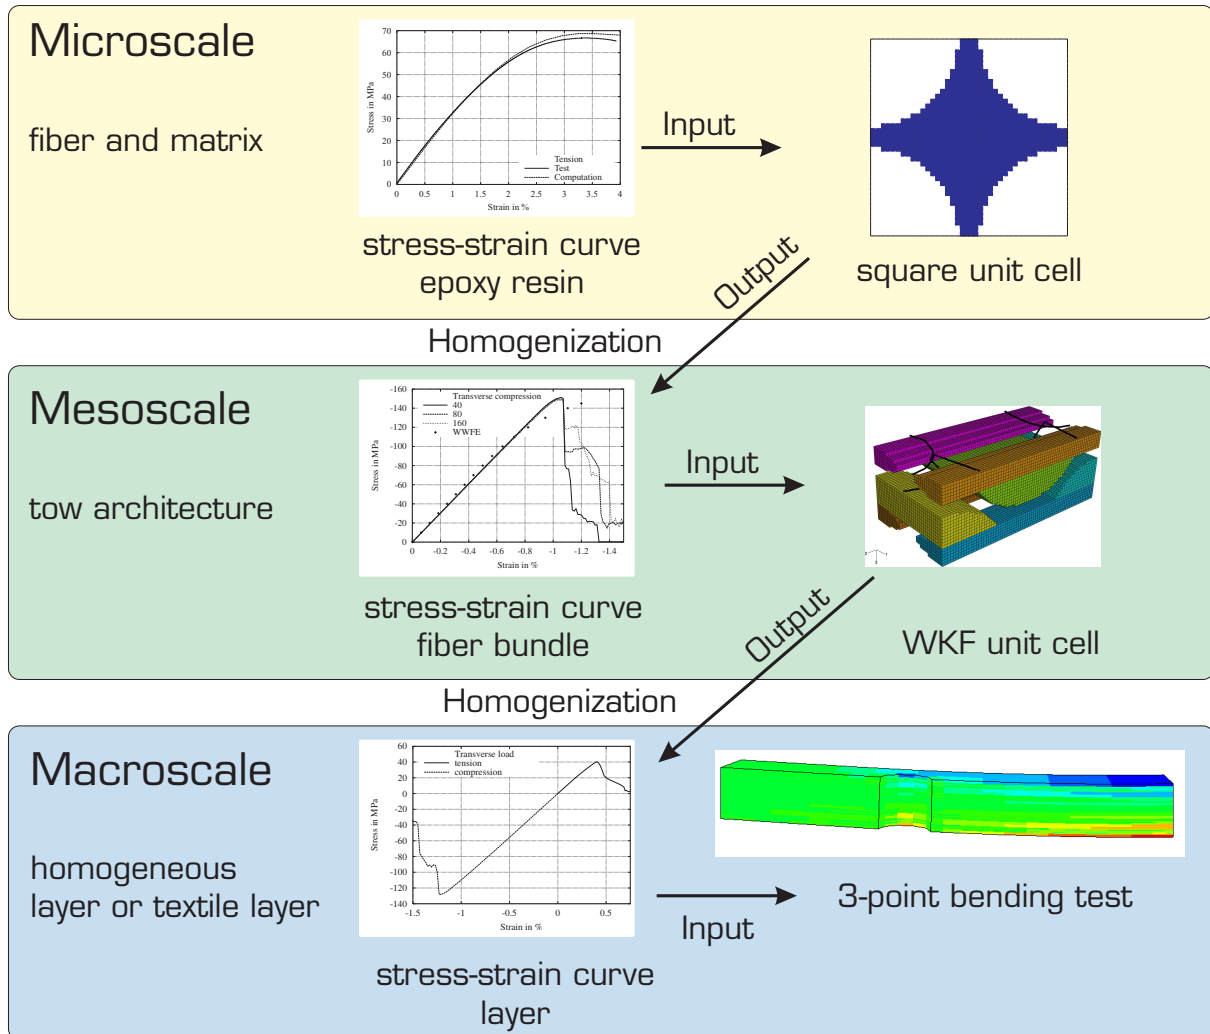 Microscale
fiber and matrix
70
60
50
40
30
20
10
0
Stress in MPa
Tension
Test
Computation
0 0.5 1 1.5 2 2.5 3 3.5 4
Strain in %
stress-strain curve
epoxy resin
Input
square unit cell
Output
Homogenization
Mesoscale
tow architecture
-160
-140
-120
-100
-80
-60
-40
-20
0
Stress in MPa
Transverse compression
40
80
160
WWFE
0 -0.2 -0.4 -0.6 -0.8 -1 -1.2 -1.4
Strain in %
stress-strain curve
fiber bundle
Input
WKF unit cell
Output
Homogenization
Macroscale
homogeneous
layer or textile layer
60
40
20
0
-20
-40
-60
-80
-100
-120
-140
Stress in MPa
Transverse load
tension
compression
-1.5 -1 -0.5 0 0.5
Strain in %
stress-strain curve
layer
Input
3-point bending test